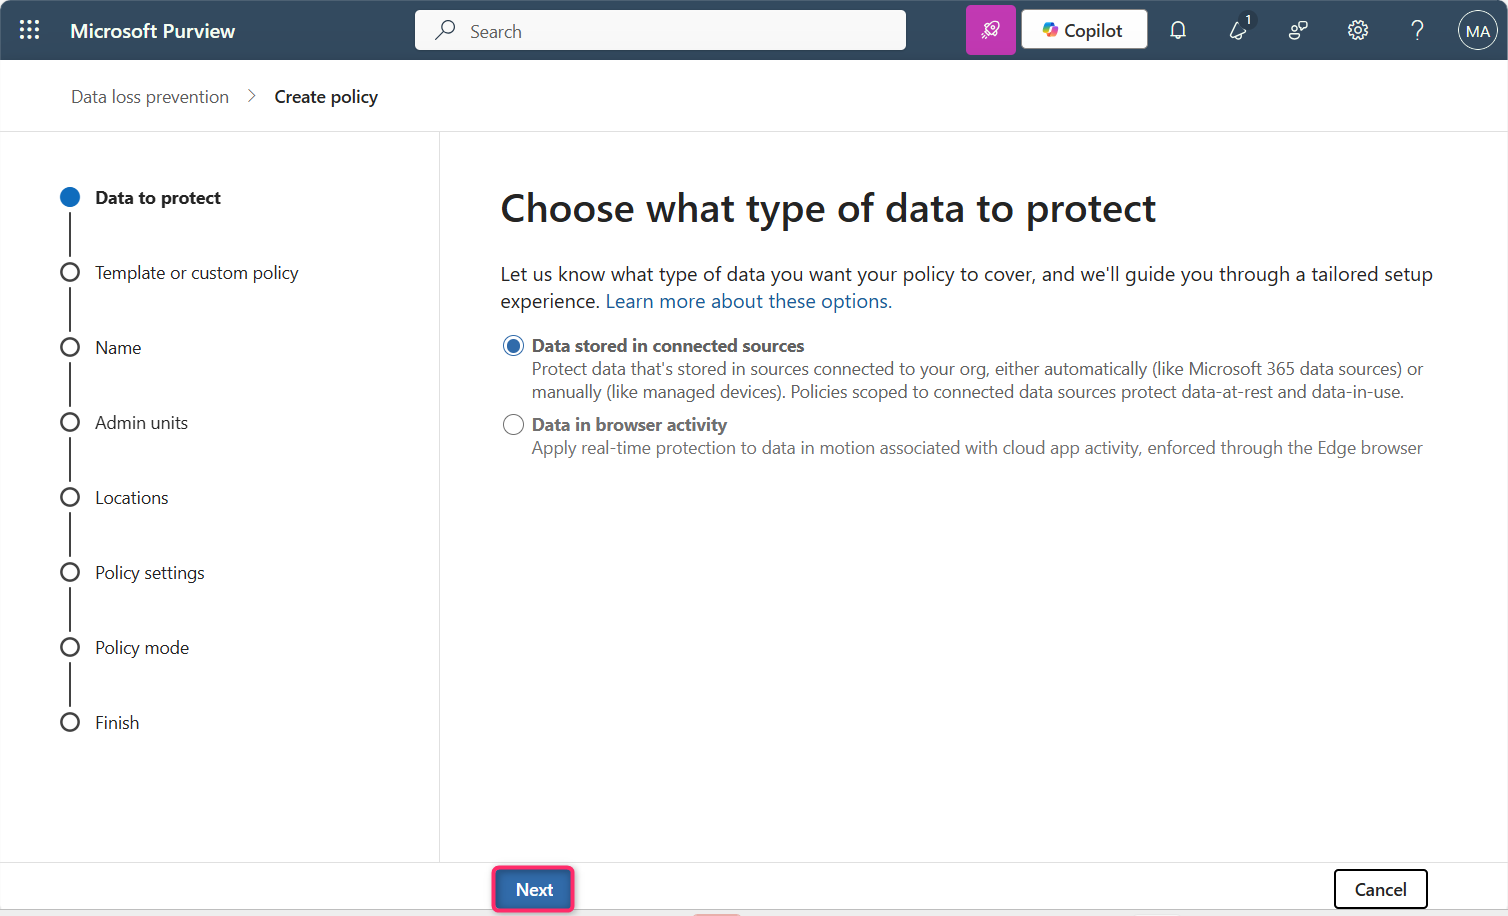 Microsoft Purview
Search
Copilot
1
?
MA
Data loss prevention > Create policy
Data to protect
Template or custom policy
Name
Admin units
Locations
Policy settings
Policy mode
Finish
Choose what type of data to protect
Let us know what type of data you want your policy to cover, and we'll guide you through a tailored setup
experience. Learn more about these options.
Data stored in connected sources
Protect data that's stored in sources connected to your org, either automatically (like Microsoft 365 data sources) or
manually (like managed devices). Policies scoped to connected data sources protect data-at-rest and data-in-use.
Data in browser activity
Apply real-time protection to data in motion associated with cloud app activity, enforced through the Edge browser
Next
Cancel